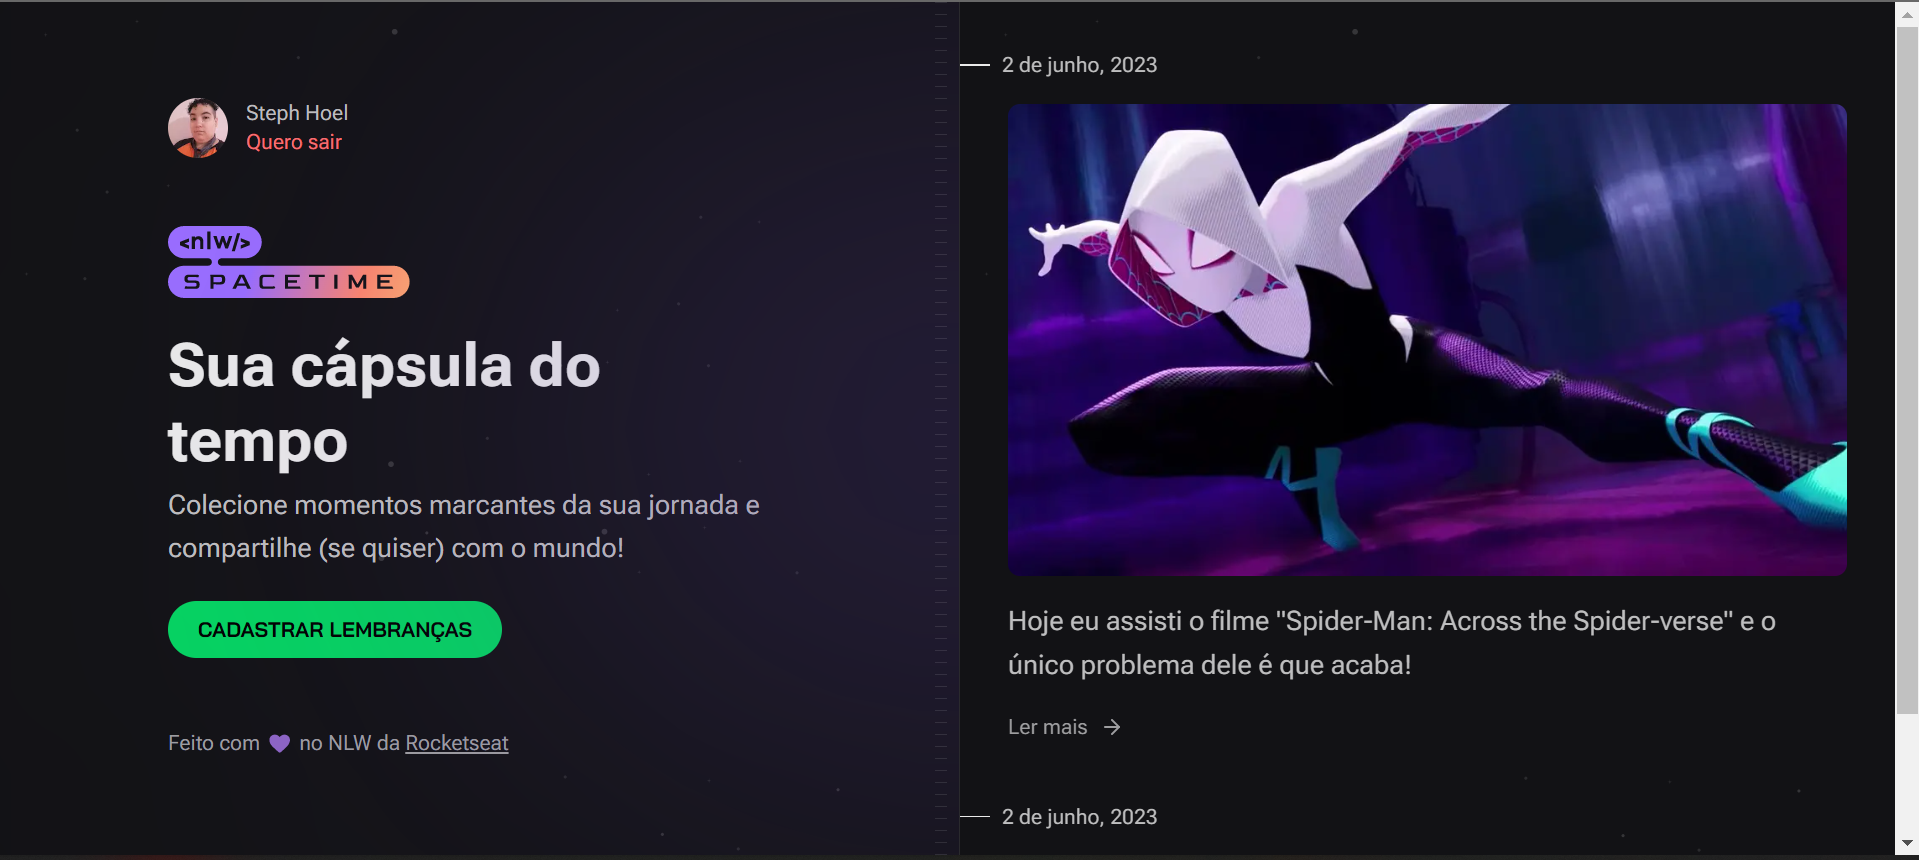 Steph Hoel
Quero sair
<nlw/>
SPACETIME
Sua cápsula do
tempo
Colecione momentos marcantes da sua jornada e
compartilhe (se quiser) com o mundo!
CADASTRAR LEMBRANÇAS
Feito com 💜 no NLW da Rocketseat
2 de junho, 2023
Hoje eu assisti o filme "Spider-Man: Across the Spider-verse" e o
único problema dele é que acaba!
Ler mais →
2 de junho, 2023